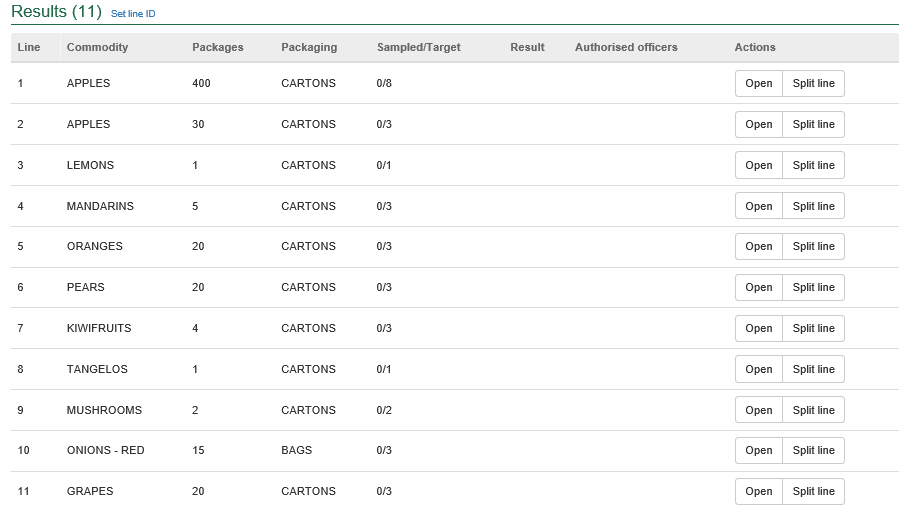 Results (11) Set line ID
Line Commodity Packages Packaging Sampled/Target Result Authorised officers Actions
1 APPLES 400 CARTONS 0/8 Open Split line
2 APPLES 30 CARTONS 0/3 Open Split line
3 LEMONS 1 CARTONS 0/1 Open Split line
4 MANDARINS 5 CARTONS 0/3 Open Split line
5 ORANGES 20 CARTONS 0/3 Open Split line
6 PEARS 20 CARTONS 0/3 Open Split line
7 KIWIFRUITS 4 CARTONS 0/3 Open Split line
8 TANGELOS 1 CARTONS 0/1 Open Split line
9 MUSHROOMS 2 CARTONS 0/2 Open Split line
10 ONIONS - RED 15 BAGS 0/3 Open Split line
11 GRAPES 20 CARTONS 0/3 Open Split line